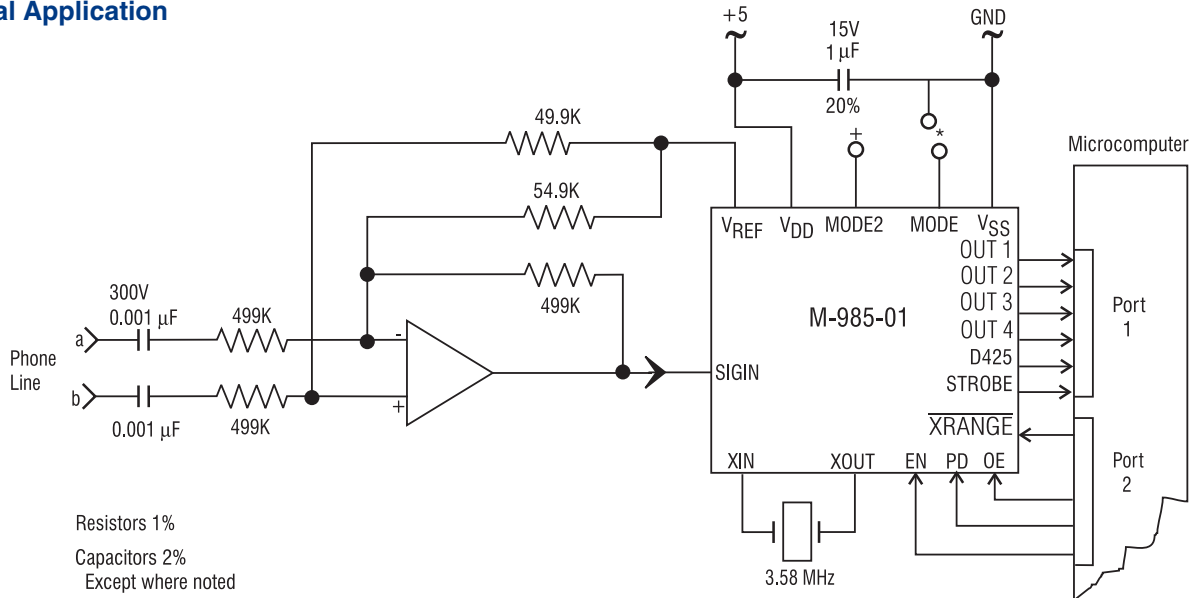 al Application
+5
GND
15V
1 µF
20%
49.9K
54.9K
499K
300V
0.001 µF
499K
a
Phone
Line
b
0.001 µF
499K
-
+
+
*
Microcomputer
VREF VDD MODE2 MODE VSS
OUT 1
OUT 2
OUT 3
OUT 4
D425
STROBE
XRANGE
M-985-01
SIGIN
XIN XOUT EN PD OE
Port
1
Port
2
3.58 MHz
Resistors 1%
Capacitors 2%
Except where noted